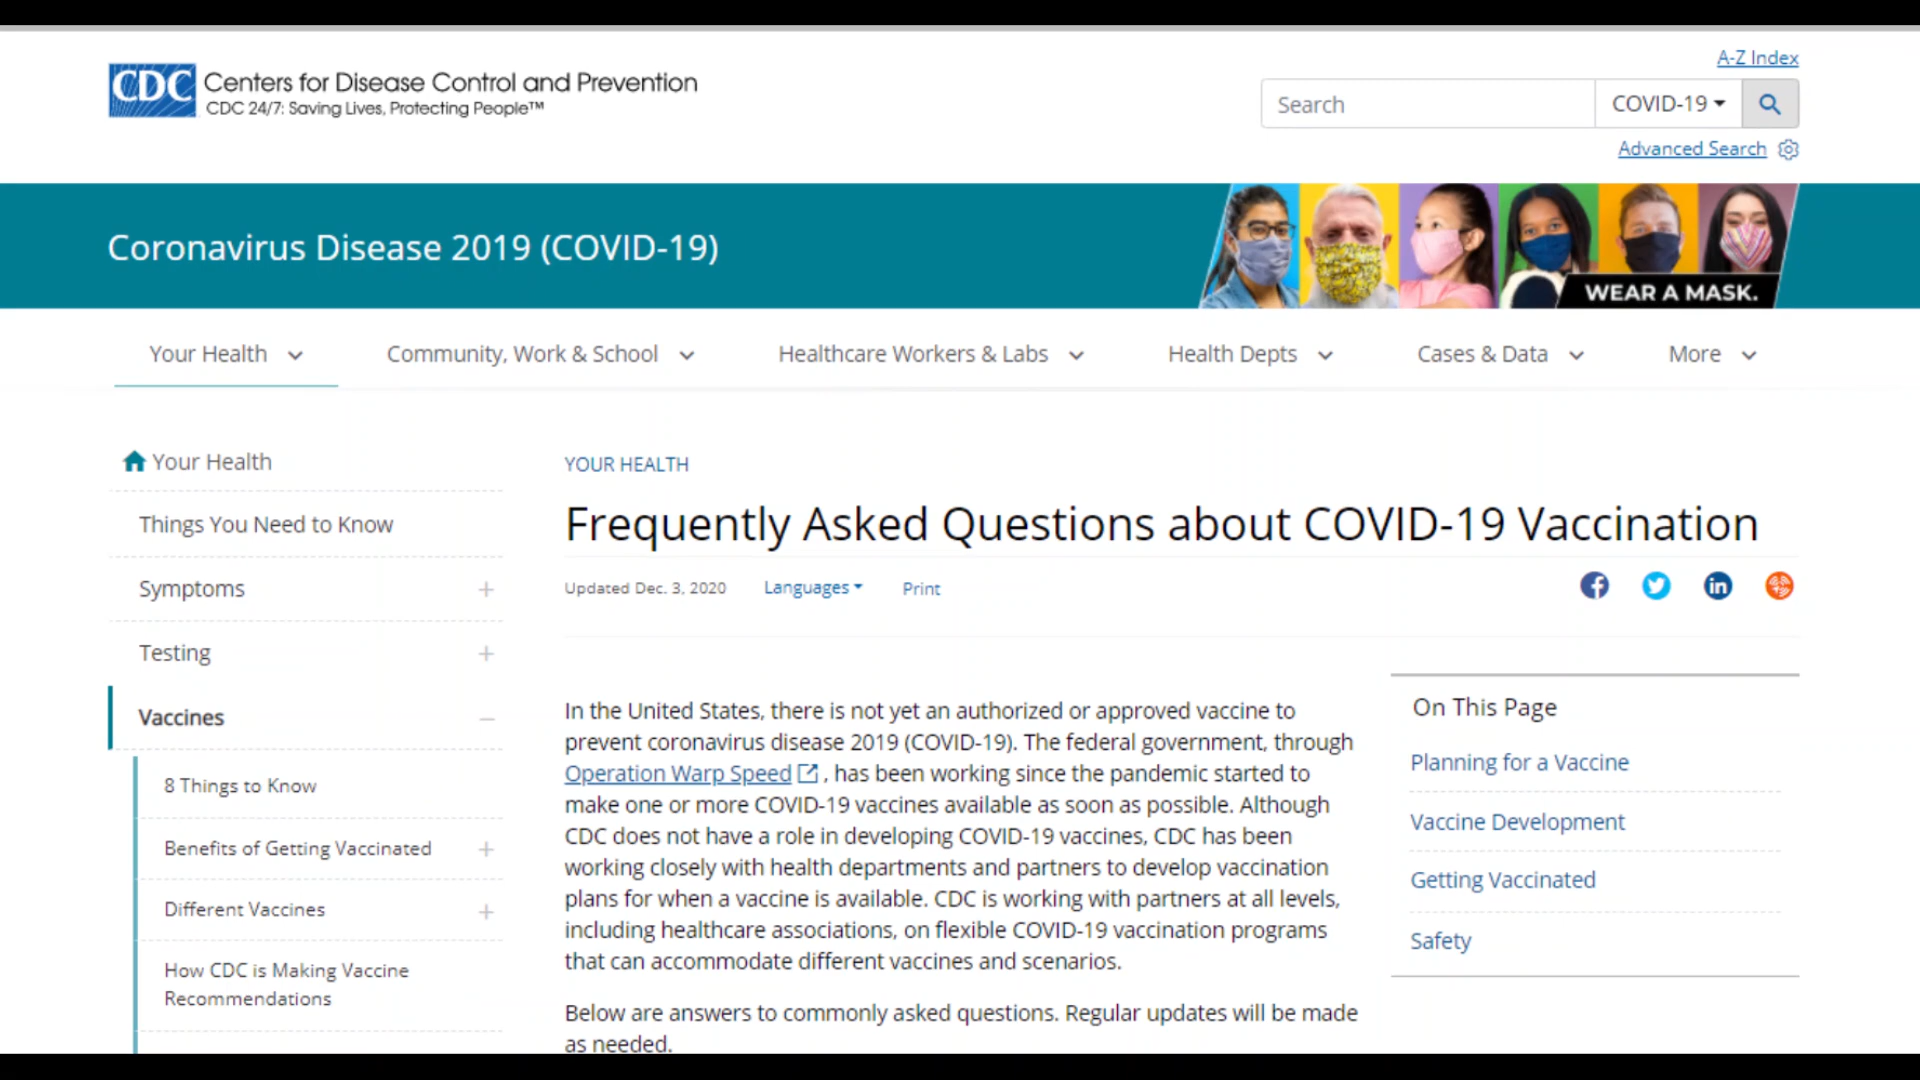 A-Z Index
CDC Centers for Disease Control and Prevention
CDC 24/7: Saving Lives, Protecting People™
Search
COVID-19
Advanced Search
Coronavirus Disease 2019 (COVID-19)
WEAR A MASK.
Your Health
Community, Work & School
Healthcare Workers & Labs
Health Depts
Cases & Data
More
Your Health
Things You Need to Know
Symptoms
Testing
Vaccines
8 Things to Know
Benefits of Getting Vaccinated
Different Vaccines
How CDC is Making Vaccine
Recommendations
YOUR HEALTH
Frequently Asked Questions about COVID-19 Vaccination
Updated Dec. 3, 2020
Languages
Print
In the United States, there is not yet an authorized or approved vaccine to
prevent coronavirus disease 2019 (COVID-19). The federal government, through
Operation Warp Speed , has been working since the pandemic started to
make one or more COVID-19 vaccines available as soon as possible. Although
CDC does not have a role in developing COVID-19 vaccines, CDC has been
working closely with health departments and partners to develop vaccination
plans for when a vaccine is available. CDC is working with partners at all levels,
including healthcare associations, on flexible COVID-19 vaccination programs
that can accommodate different vaccines and scenarios.
Below are answers to commonly asked questions. Regular updates will be made
as needed.
On This Page
Planning for a Vaccine
Vaccine Development
Getting Vaccinated
Safety